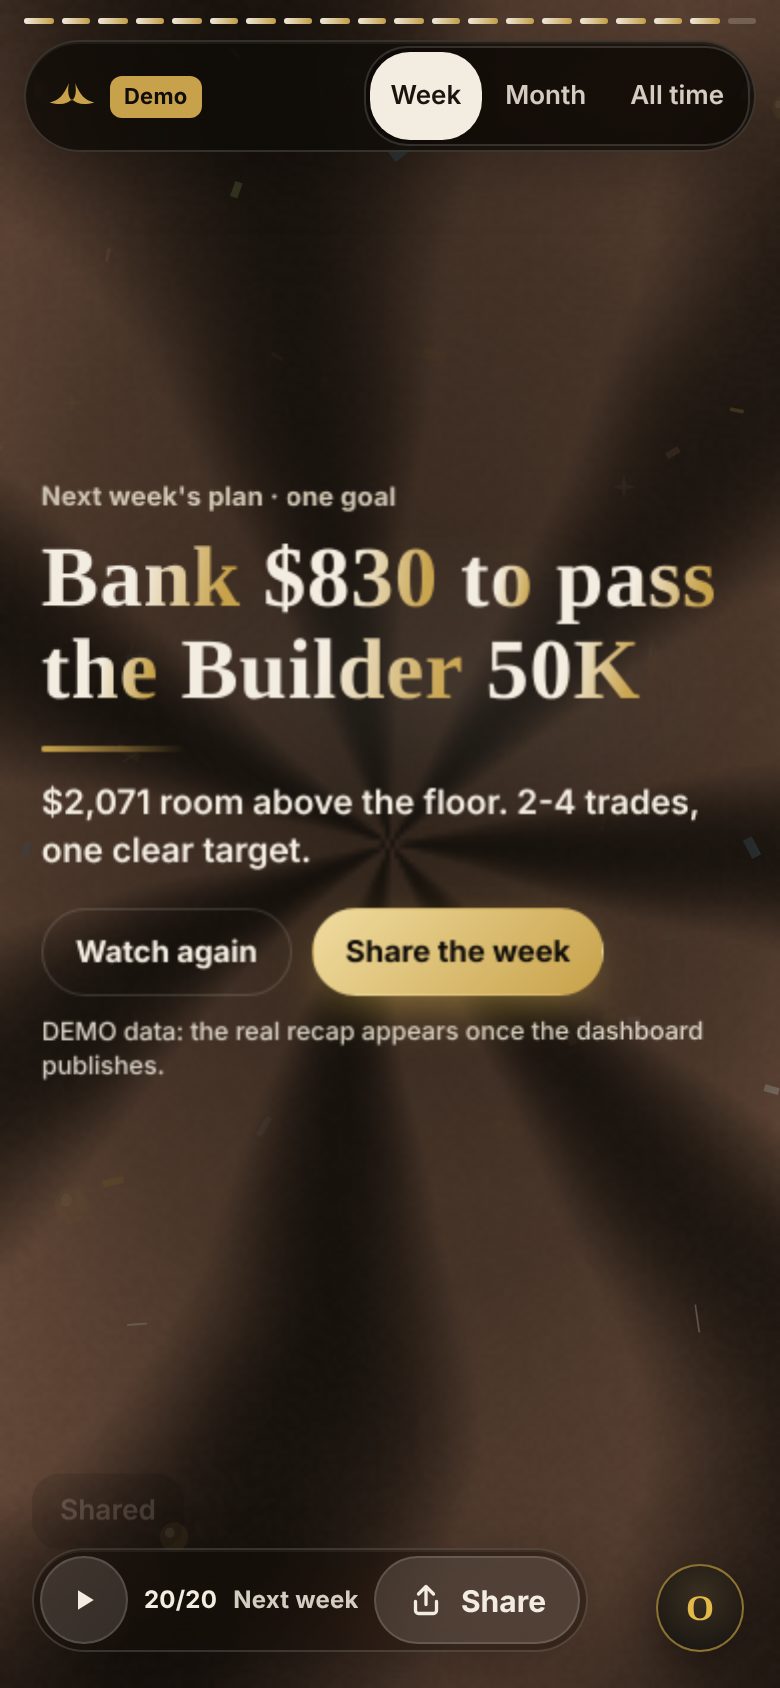 Demo
Week
Month
All time
Next week's plan · one goal
Bank $830 to pass
the Builder 50K
$2,071 room above the floor. 2-4 trades,
one clear target.
Watch again
Share the week
DEMO data: the real recap appears once the dashboard
publishes.
Shared
20/20 Next week
Share
O